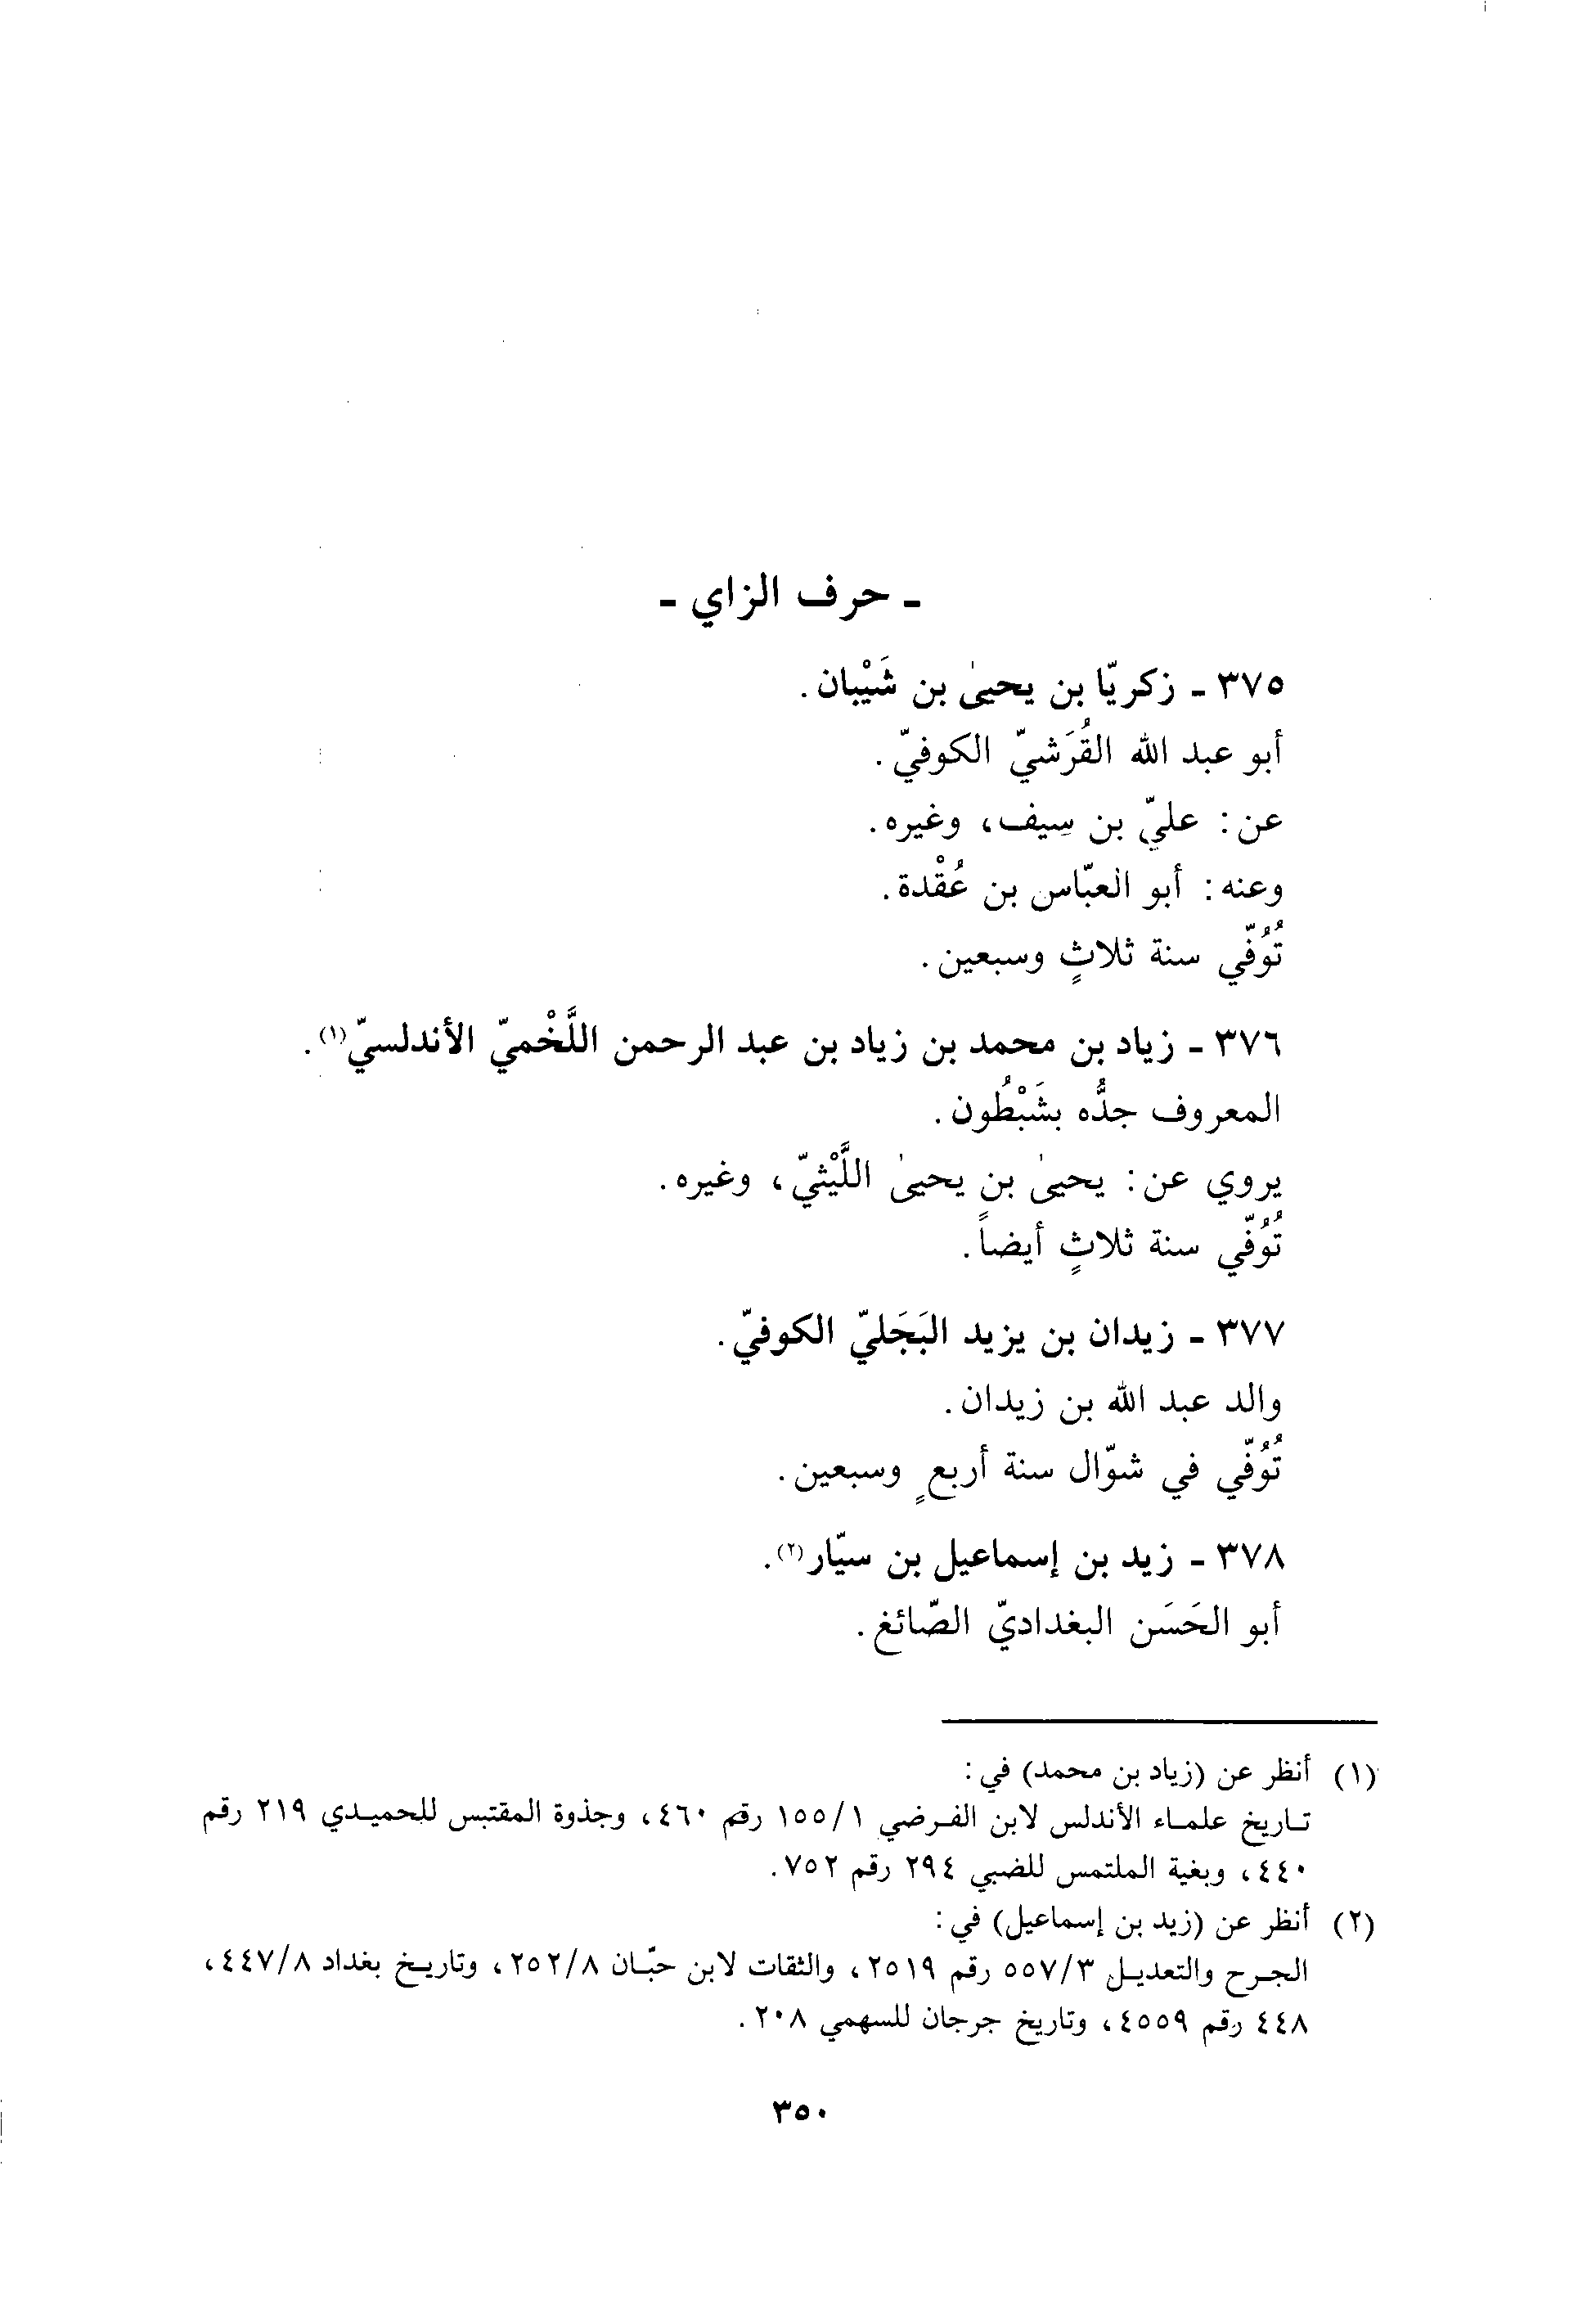 - حرف الزاي -
٣٧٥ - زكريّا بن يحيىٰ بن شَيْبان.
أبو عبد الله القُرَشيّ الكوفيّ.
عن: عليّ بن سيف، وغيره.
وعنه: أبو العبّاس بن عُقْدة.
تُوُفّي سنة ثلاثٍ وسبعين.
٣٧٦ - زياد بن محمد بن زياد بن عبد الرحمن اللَّخْميّ الأندلسيّ(١).
المعروف جدُّه بشَبْطُون.
يروي عن: يحيىٰ بن يحيىٰ اللَّيْثيّ، وغيره.
تُوُفّي سنة ثلاثٍ أيضاً.
٣٧٧ - زيدان بن يزيد البَجَليّ الكوفيّ.
والد عبد الله بن زيدان.
تُوُفّي في شوّال سنة أربعٍ وسبعين.
٣٧٨ - زيد بن إسماعيل بن سيّار(٢).
أبو الحَسَن البغداديّ الصّائغ.
(١) أنظر عن (زياد بن محمد) في:
تاريخ علماء الأندلس لابن الفرضي ١/١٥٥ رقم ٤٦٠، وجذوة المقتبس للحميدي ٢١٩ رقم
٤٤٠، وبغية الملتمس للضبي ٢٩٤ رقم ٧٥٢.
(٢) أنظر عن (زيد بن إسماعيل) في:
الجرح والتعديل ٣/٥٥٧ رقم ٢٥١٩، والثقات لابن حبّان ٨/٢٥٢، وتاريخ بغداد ٨/٤٤٧،
٤٤٨ رقم ٤٥٥٩، وتاريخ جرجان للسهمي ٢٠٨.
٣٥٠